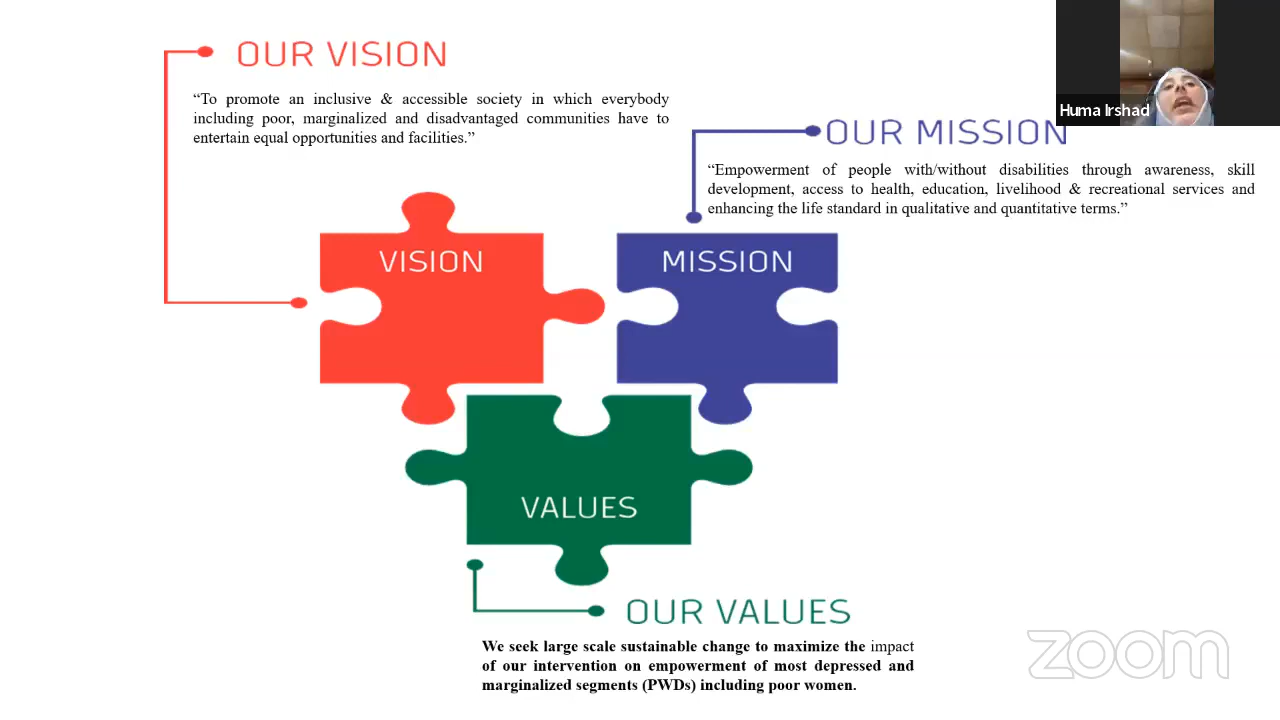 OUR VISION
“To promote an inclusive & accessible society in which everybody
including poor, marginalized and disadvantaged communities have to
entertain equal opportunities and facilities.”
Huma Irshad
OUR MISSION
“Empowerment of people with/without disabilities through awareness, skill
development, access to health, education, livelihood & recreational services and
enhancing the life standard in qualitative and quantitative terms.”
VISION
MISSION
VALUES
OUR VALUES
We seek large scale sustainable change to maximize the impact
of our intervention on empowerment of most depressed and
marginalized segments (PWDs) including poor women.
zoom